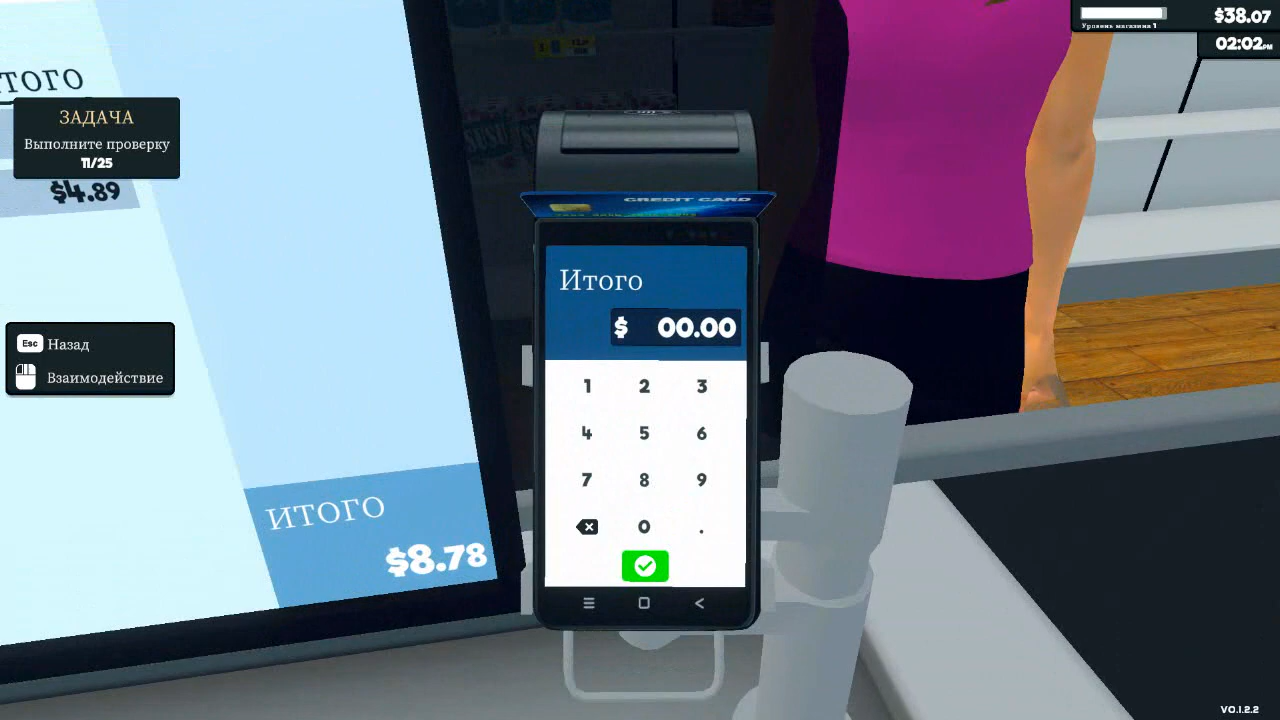 $38.07
Уровень магазина 1
02:02PM
ТОГО
ЗАДАЧА
Выполните проверку
11/25
$4.89
CREDIT CARD
Итого
$ 00.00
Esc Назад
Взаимодействие
1 2 3
4 5 6
7 8 9
0 .
ИТОГО
$8.78
V0.1.2.2